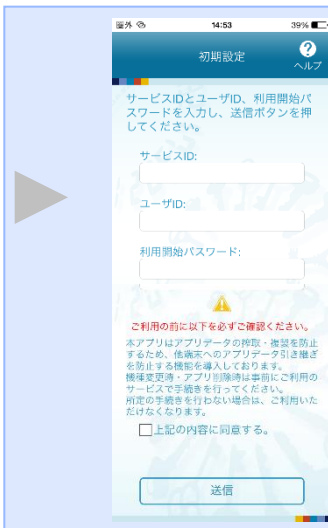 圏外 14:53 39%
初期設定
ヘルプ
サービスIDとユーザID、利用開始パ
スワードを入力し、送信ボタンを押
してください。
サービスID:
ユーザID:
利用開始パスワード:
ご利用の前に以下を必ずご確認ください。
本アプリはアプリデータの搾取・複製を防止
するため、他端末へのアプリデータ引き継ぎ
を防止する機能を導入しております。
機種変更時・アプリ削除時は事前にご利用の
サービスで手続きを行ってください。
所定の手続きを行わない場合は、ご利用いた
だけなくなります。
上記の内容に同意する。
送信